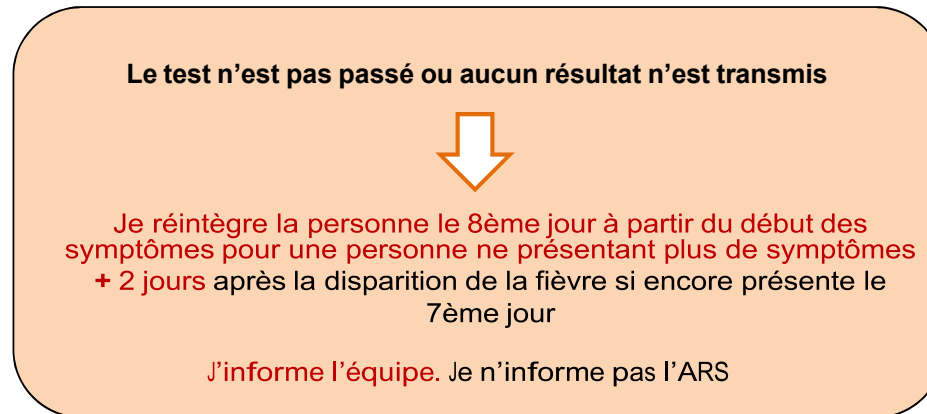 Le test n’est pas passé ou aucun résultat n’est transmis
Je réintègre la personne le 8ème jour à partir du début des
symptômes pour une personne ne présentant plus de symptômes
+ 2 jours après la disparition de la fièvre si encore présente le
7ème jour
J’informe l’équipe. Je n’informe pas l’ARS